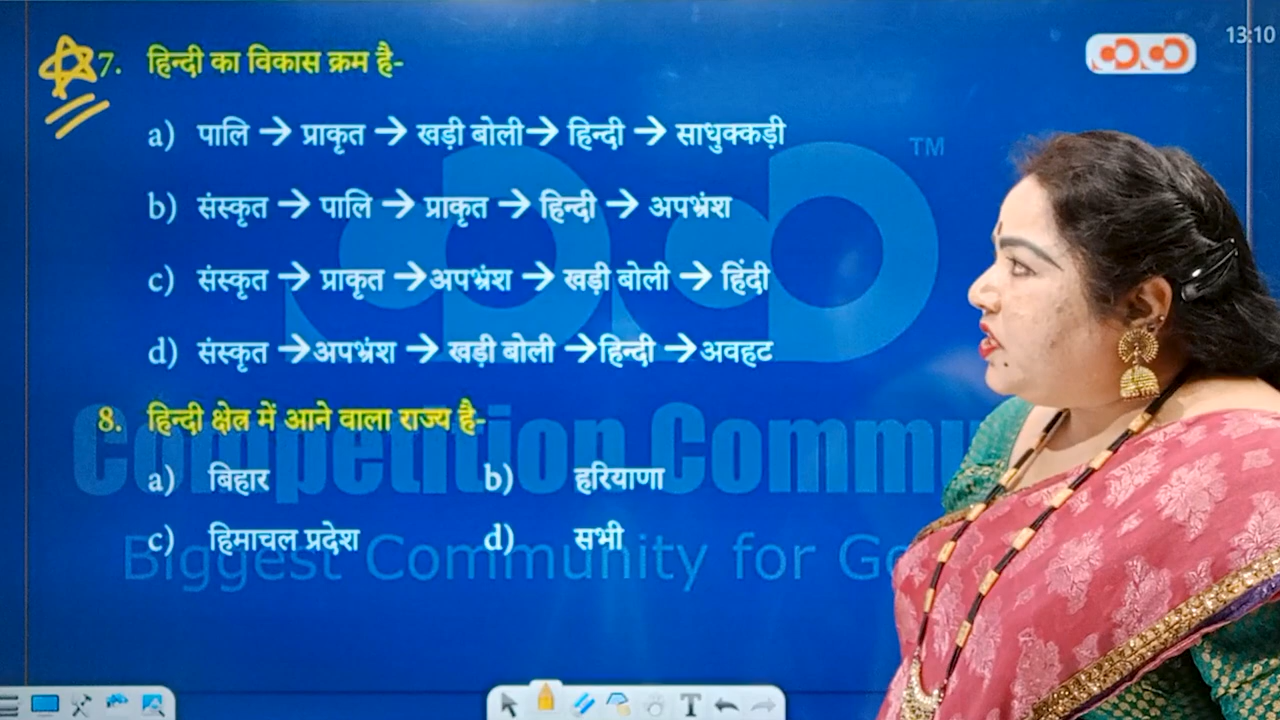 13:10
7. हिन्दी का विकास क्रम है-
a) पालि → प्राकृत → खड़ी बोली→ हिन्दी → साधुक्कड़ी
TM
b) संस्कृत → पालि → प्राकृत → हिन्दी → अपभ्रंश
c) संस्कृत → प्राकृत →अपभ्रंश → खड़ी बोली → हिंदी
d) संस्कृत →अपभ्रंश → खड़ी बोली →हिन्दी →अवहट
8. हिन्दी क्षेत्र में आने वाला राज्य है-
Competition Commu
a) बिहार b) हरियाणा
c) हिमाचल प्रदेश d) सभी
Biggest Community for Go
T